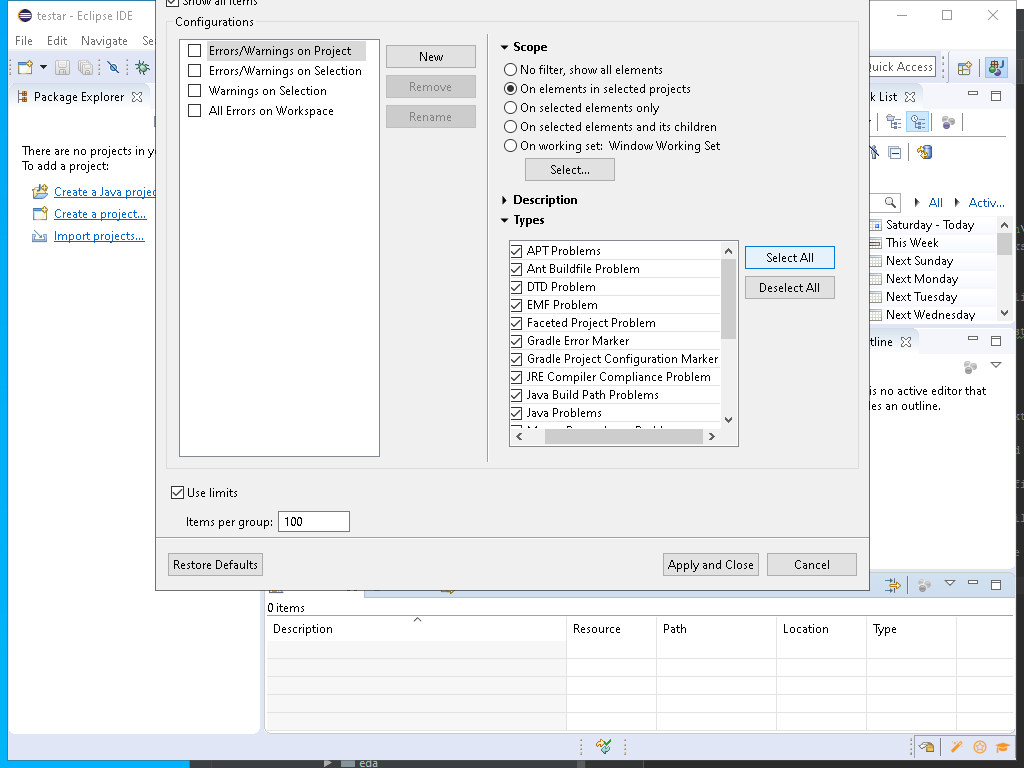 testar - Eclipse IDE
Show all items
File Edit Navigate Se
Quick Access
Package Explorer
There are no projects in y
To add a project:
Create a Java projec
Create a project...
Import projects...
Configurations
Errors/Warnings on Project
Errors/Warnings on Selection
Warnings on Selection
All Errors on Workspace
New
Remove
Rename
Scope
No filter, show all elements
On elements in selected projects
On selected elements only
On selected elements and its children
On working set: Window Working Set
Select...
Description
Types
APT Problems
Ant Buildfile Problem
DTD Problem
EMF Problem
Faceted Project Problem
Gradle Error Marker
Gradle Project Configuration Marker
JRE Compiler Compliance Problem
Java Build Path Problems
Java Problems
Select All
Deselect All
Use limits
Items per group: 100
Restore Defaults
Apply and Close
Cancel
k List
All Activ...
Saturday - Today
This Week
Next Sunday
Next Monday
Next Tuesday
Next Wednesday
tline
is no active editor that
es an outline.
0 items
Description Resource Path Location Type
eda